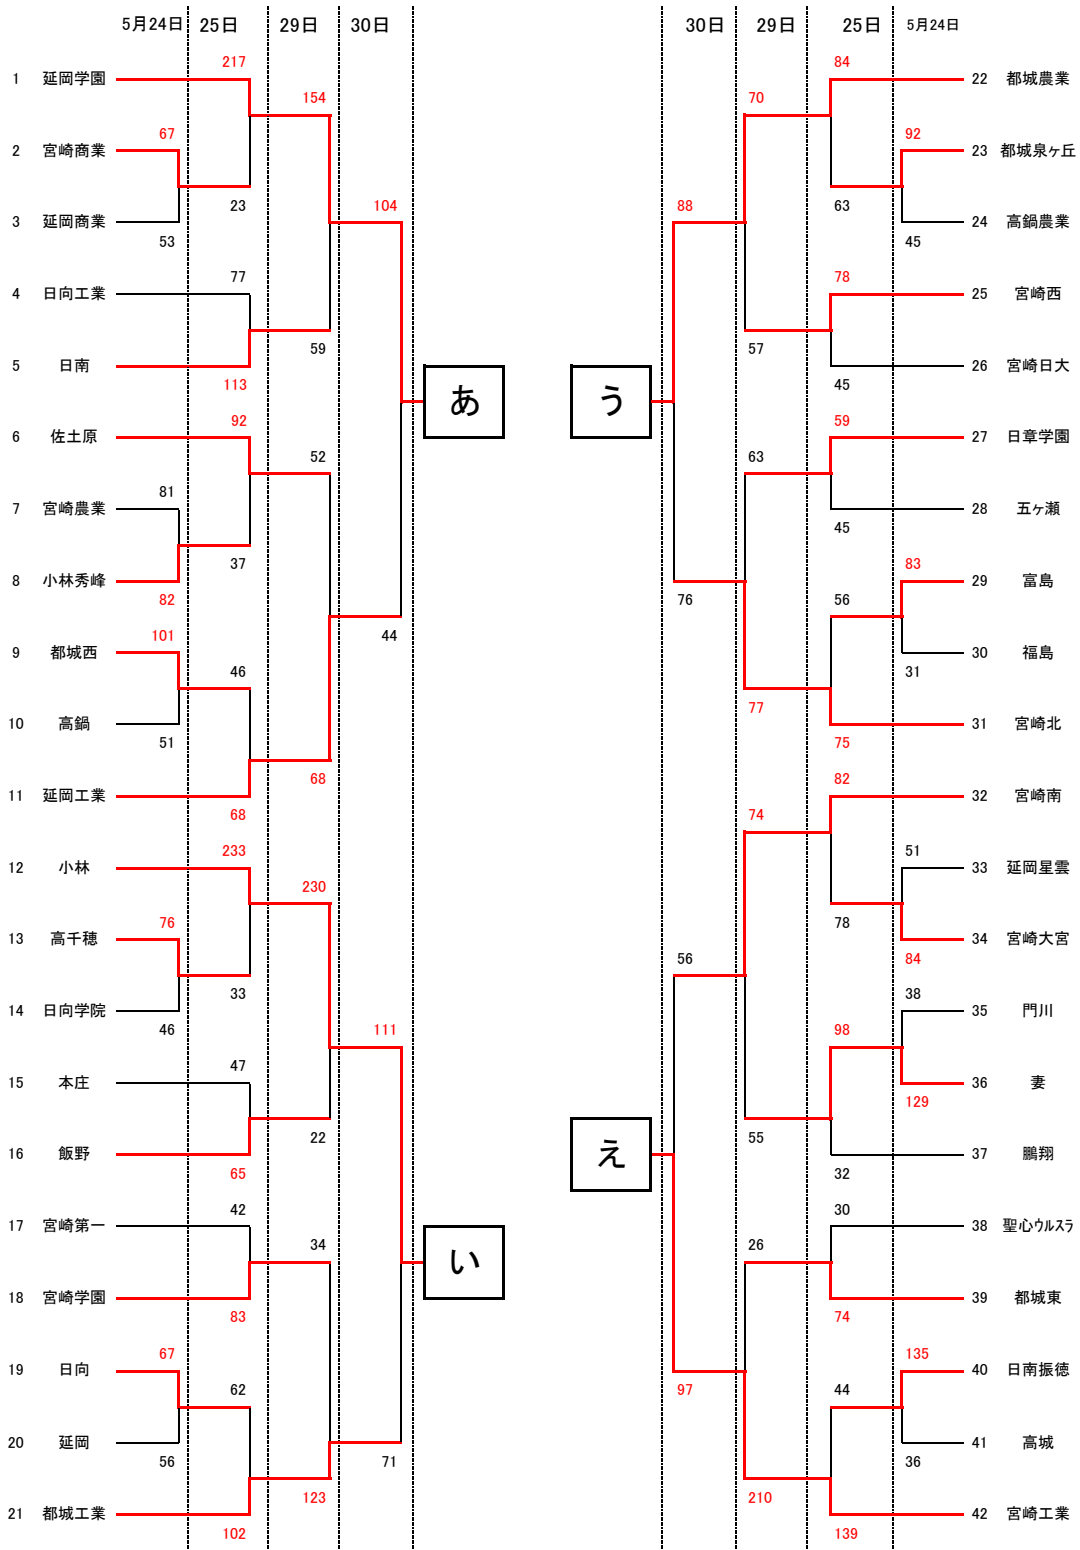 5月24日 25日 29日 30日 30日 29日 25日 5月24日
217 84
1 延岡学園 22 都城農業
154 70
67 92
2 宮崎商業 23 都城泉ヶ丘
23 104 88 63
3 延岡商業 24 高鍋農業
53 45
77 78
4 日向工業 25 宮崎西
59 57
5 日南 26 宮崎日大
113 45
あ う
92 59
6 佐土原 27 日章学園
52 63
81
7 宮崎農業 28 五ヶ瀬
45
37 83
8 小林秀峰 29 富島
82 76 56
101 44
9 都城西 30 福島
46 31
77
10 高鍋 31 宮崎北
51 75
68 82
11 延岡工業 32 宮崎南
68 74
233 51
12 小林 33 延岡星雲
230
76 78
13 高千穂 34 宮崎大宮
56 84
33 38
14 日向学院 35 門川
46 111 98
47
15 本庄 36 妻
129
22 55
16 飯野 え 37 鵬翔
65 32
42 30
17 宮崎第一 38 聖心ウルスラ
34 26
い
18 宮崎学園 39 都城東
83 74
67 135
19 日向 40 日南振徳
62 97 44
20 延岡 41 高城
56 71 36
123 210
21 都城工業 42 宮崎工業
102 139